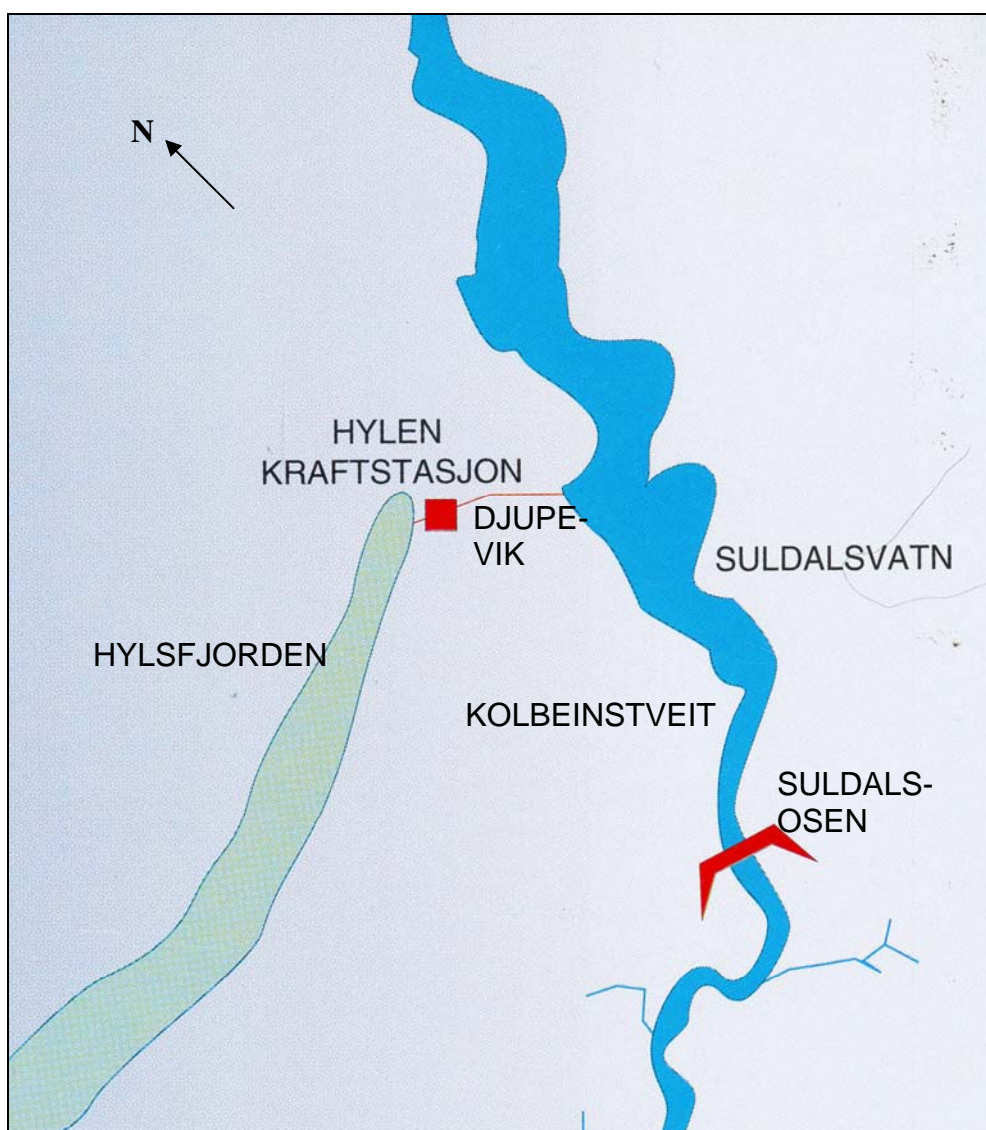 N
HYLEN
KRAFTSTASJON
DJUPE-
VIK
SULDALSVATN
HYLSFJORDEN
KOLBEINSTVEIT
SULDALS-
OSEN